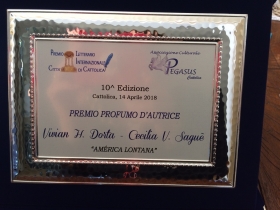 Premio Letterario
Internazionale
Città di Cattolica
Associazione Culturale
Pegasus
Cattolica
10^ Edizione
Cattolica, 14 Aprile 2018
PREMIO PROFUMO D'AUTRICE
Vivian H. Dorta - Cecilia V. Sagué
"AMÉRICA LONTANA"